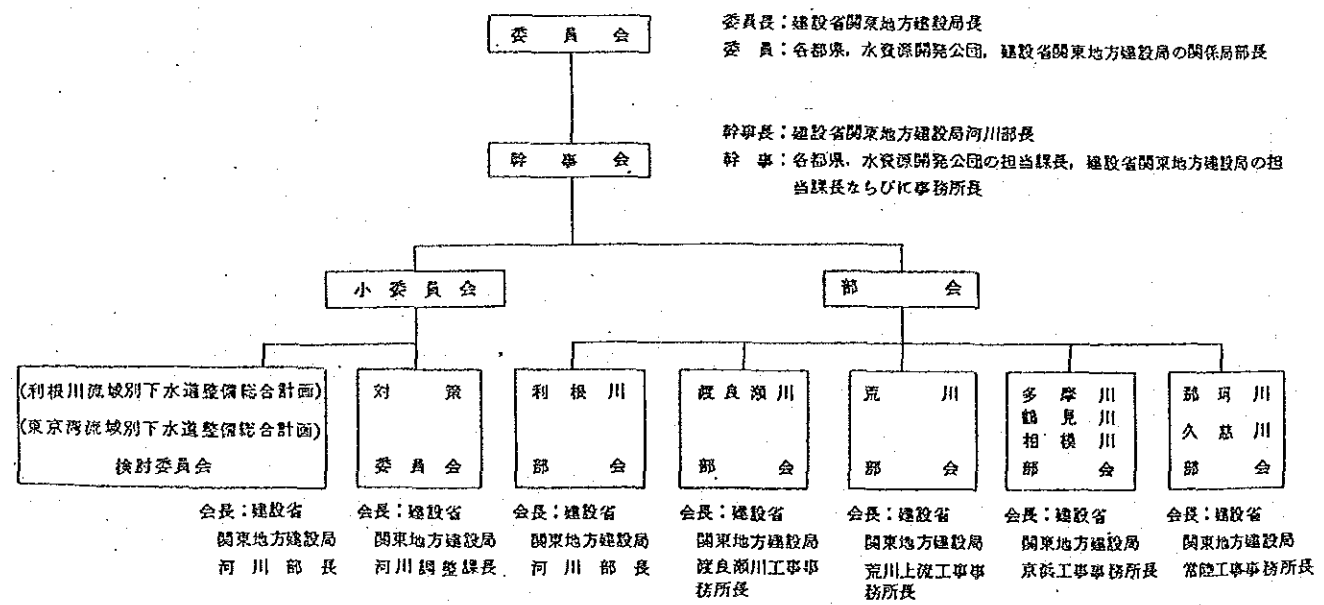 委員会
委員長：建設省関東地方建設局長
委員：各都県，水資源開発公団，建設省関東地方建設局の関係局部長
幹事会
幹事長：建設省関東地方建設局河川部長
幹事：各都県，水資源開発公団の担当課長，建設省関東地方建設局の担
当課長ならびに事務所長
小委員会
部会
(利根川流域別下水道整備総合計画)
(東京湾流域別下水道整備総合計画)
検討委員会
会長：建設省
関東地方建設局
河川部長
対策
委員会
会長：建設省
関東地方建設局
河川調整課長
利根川
部会
会長：建設省
関東地方建設局
河川部長
渡良瀬川
部会
会長：建設省
関東地方建設局
渡良瀬川工事事
務所長
荒川
部会
会長：建設省
関東地方建設局
荒川上流工事事
務所長
多摩川
鶴見川
相模川
部会
会長：建設省
関東地方建設局
京浜工事事務所長
那珂川
久慈川
部会
会長：建設省
関東地方建設局
常陸工事事務所長